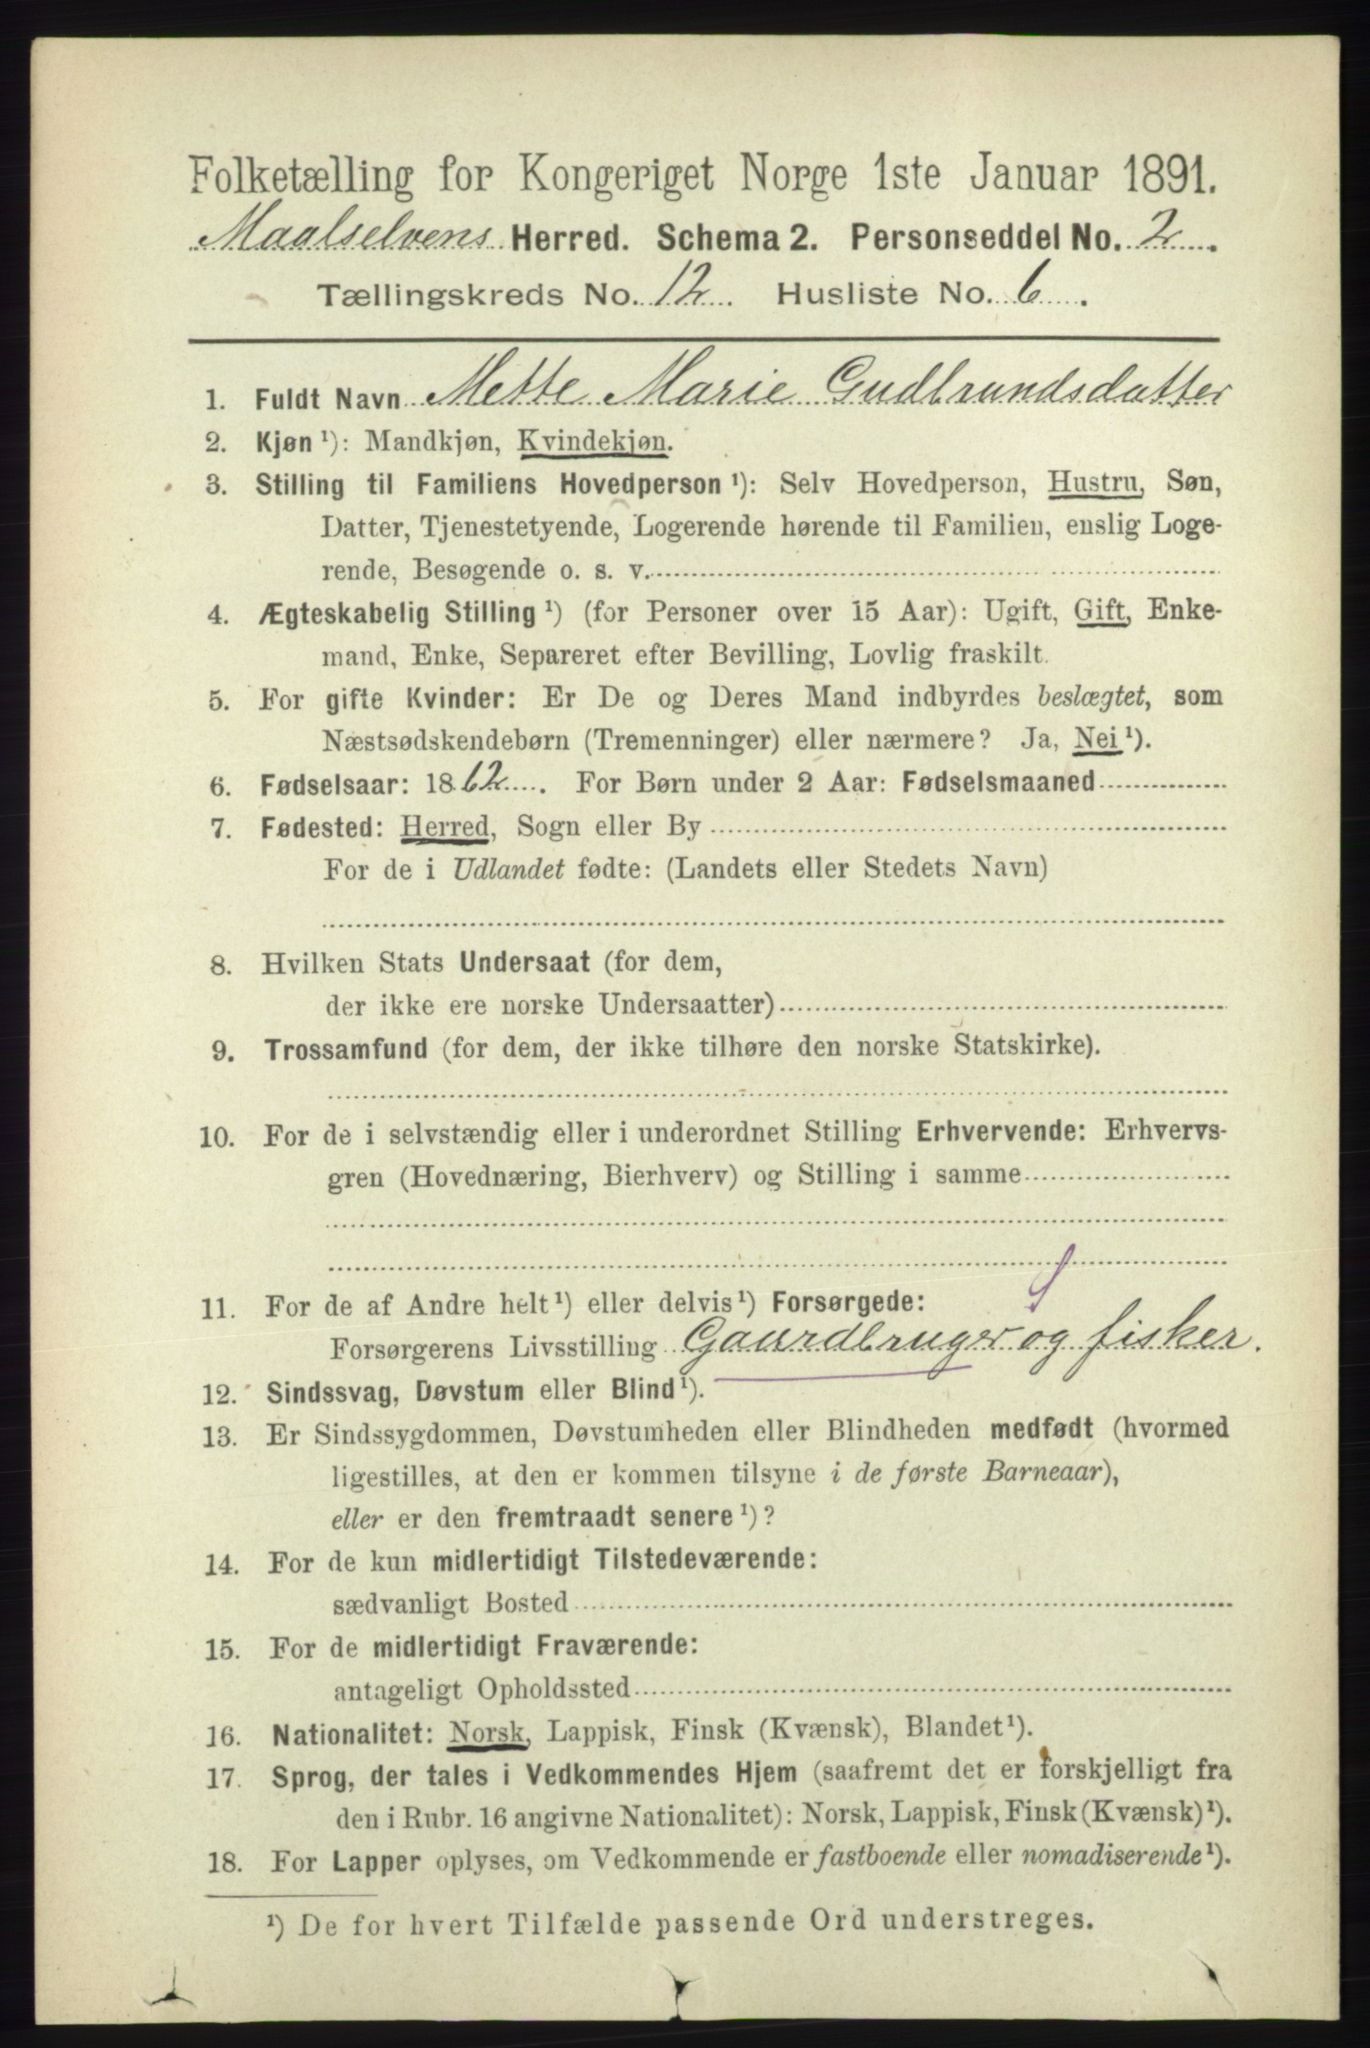 Folketælling for Kongeriget Norge 1ste Januar 1891.
Maalselvens Herred. Schema 2. Personseddel No. 2.
Tællingskreds No. 12. Husliste No. 6.
1. Fuldt Navn Mette Marie Gudbrandsdatter
2. Kjøn ¹): Mandkjøn, Kvindekjøn.
3. Stilling til Familiens Hovedperson ¹): Selv Hovedperson, Hustru, Søn,
Datter, Tjenestetyende, Logerende hørende til Familien, enslig Loge-
rende, Besøgende o. s. v.
4. Ægteskabelig Stilling ¹) (for Personer over 15 Aar): Ugift, Gift, Enke-
mand, Enke, Separeret efter Bevilling, Lovlig fraskilt.
5. For gifte Kvinder: Er De og Deres Mand indbyrdes beslægtet, som
Næstsødskendebørn (Tremenninger) eller nærmere? Ja, Nei ¹).
6. Fødselsaar: 1862. For Børn under 2 Aar: Fødselsmaaned
7. Fødested: Herred, Sogn eller By
For de i Udlandet fødte: (Landets eller Stedets Navn)
8. Hvilken Stats Undersaat (for dem,
der ikke ere norske Undersaatter)
9. Trossamfund (for dem, der ikke tilhøre den norske Statskirke).
10. For de i selvstændig eller i underordnet Stilling Erhvervende: Erhvervs-
gren (Hovednæring, Bierhverv) og Stilling i samme
11. For de af Andre helt ¹) eller delvis ¹) Forsørgede:
Forsørgerens Livsstilling Gaardbruger og fisker.
12. Sindssvag, Døvstum eller Blind ¹).
13. Er Sindssygdommen, Døvstumheden eller Blindheden medfødt (hvormed
ligestilles, at den er kommen tilsyne i de første Barneaar),
eller er den fremtraadt senere ¹)?
14. For de kun midlertidigt Tilstedeværende:
sædvanligt Bosted
15. For de midlertidigt Fraværende:
antageligt Opholdssted
16. Nationalitet: Norsk, Lappisk, Finsk (Kvænsk), Blandet ¹).
17. Sprog, der tales i Vedkommendes Hjem (saafremt det er forskjelligt fra
den i Rubr. 16 angivne Nationalitet): Norsk, Lappisk, Finsk (Kvænsk) ¹).
18. For Lapper oplyses, om Vedkommende er fastboende eller nomadiserende ¹).
¹) De for hvert Tilfælde passende Ord understreges.